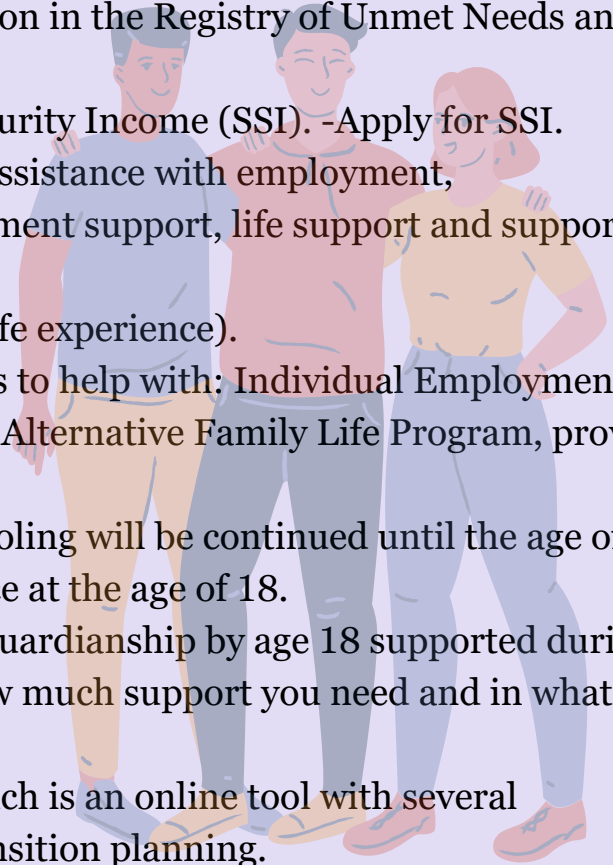 on in the Registry of Unmet Needs an
urity Income (SSI). -Apply for SSI.
ssistance with employment,
ment support, life support and suppor
fe experience).
s to help with: Individual Employmen
Alternative Family Life Program, prov
oling will be continued until the age o
e at the age of 18.
uardianship by age 18 supported duri
w much support you need and in what
ch is an online tool with several
nsition planning.